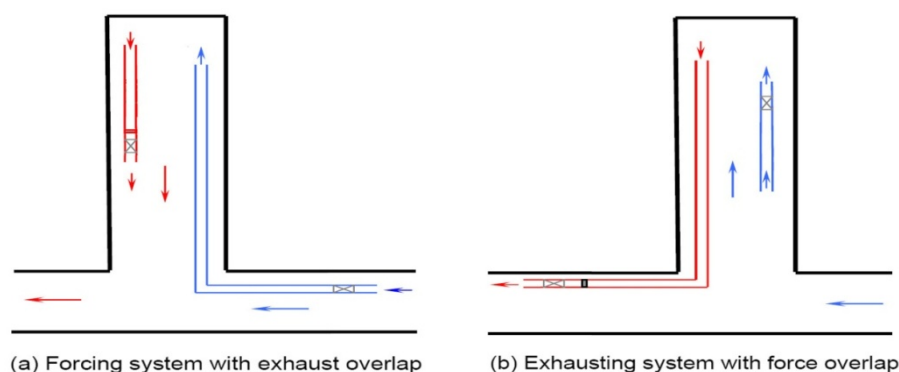 (a) Forcing system with exhaust overlap
(b) Exhausting system with force overlap